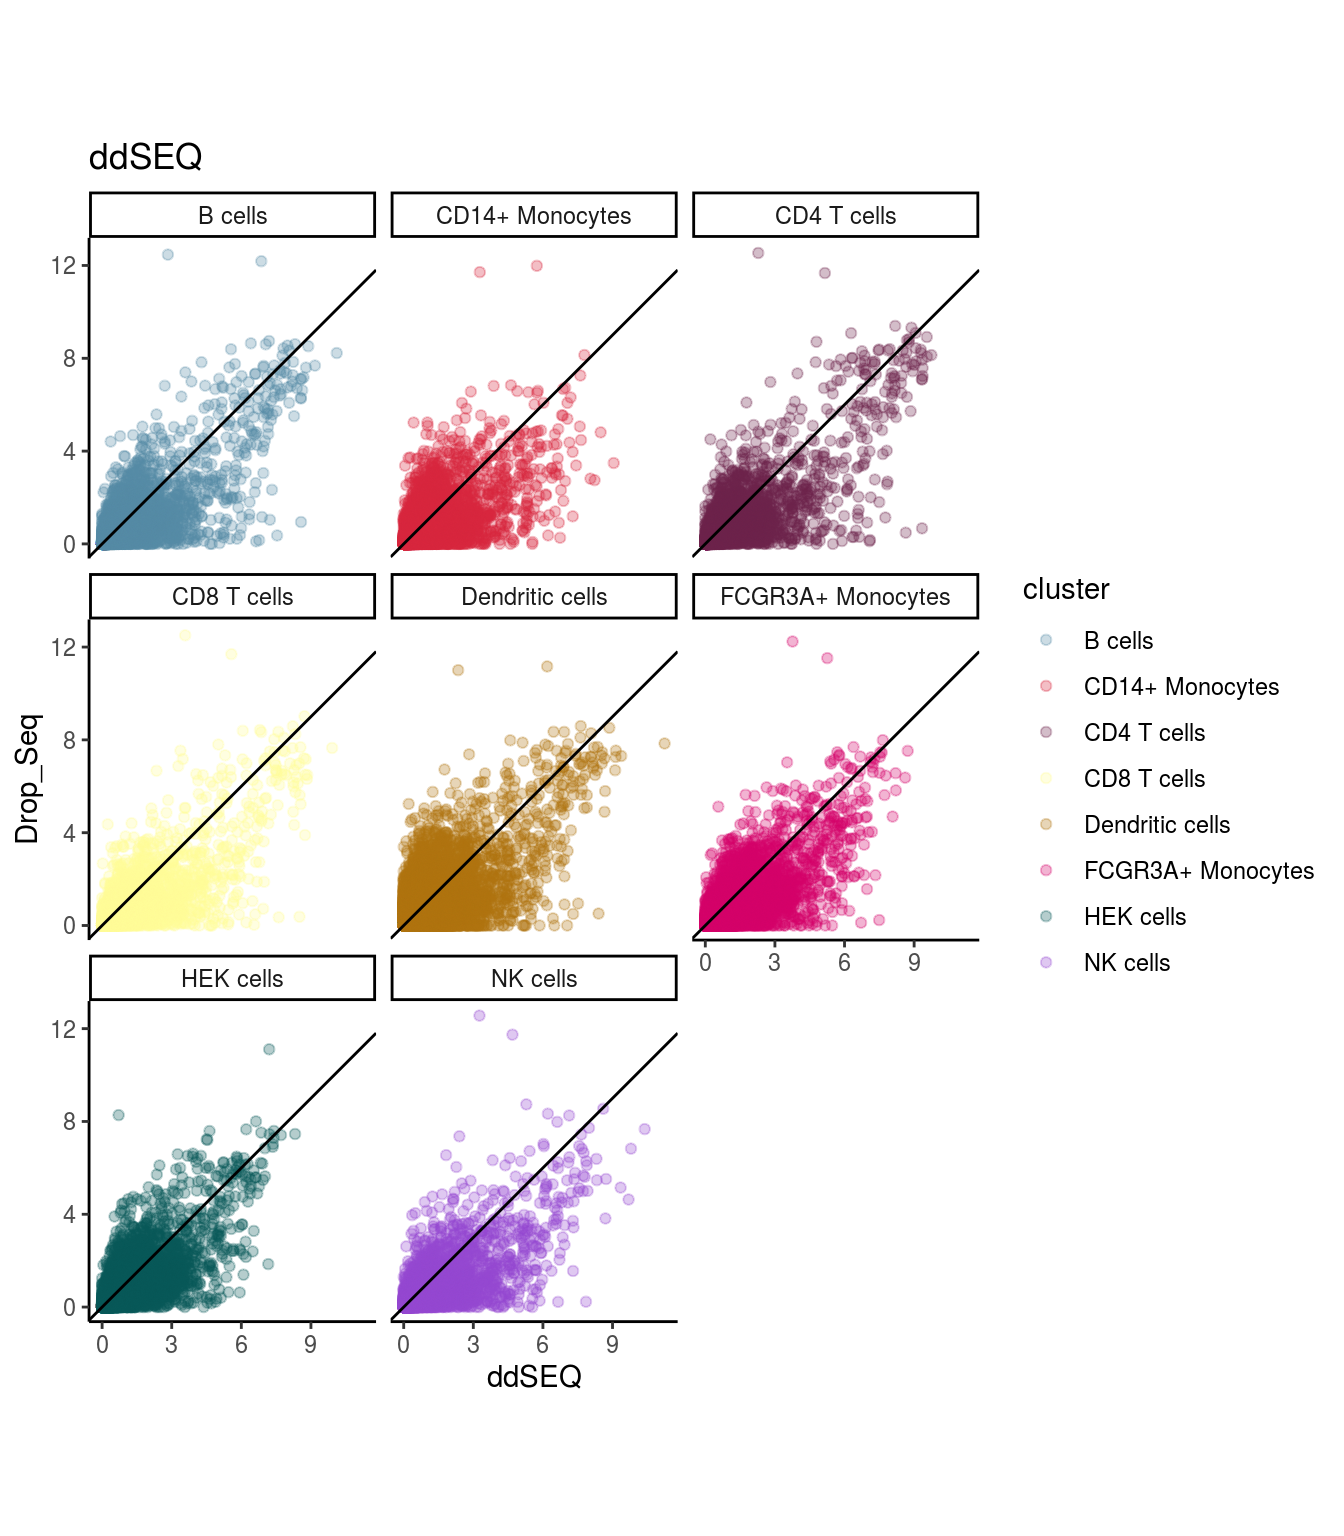 ddSEQ
B cells
CD14+ Monocytes
CD4 T cells
12
8
4
0
CD8 T cells
Dendritic cells
FCGR3A+ Monocytes
12
8
4
0
0
3
6
9
HEK cells
NK cells
12
8
4
0
0
3
6
9
0
3
6
9
ddSEQ
Drop_Seq
cluster
B cells
CD14+ Monocytes
CD4 T cells
CD8 T cells
Dendritic cells
FCGR3A+ Monocytes
HEK cells
NK cells